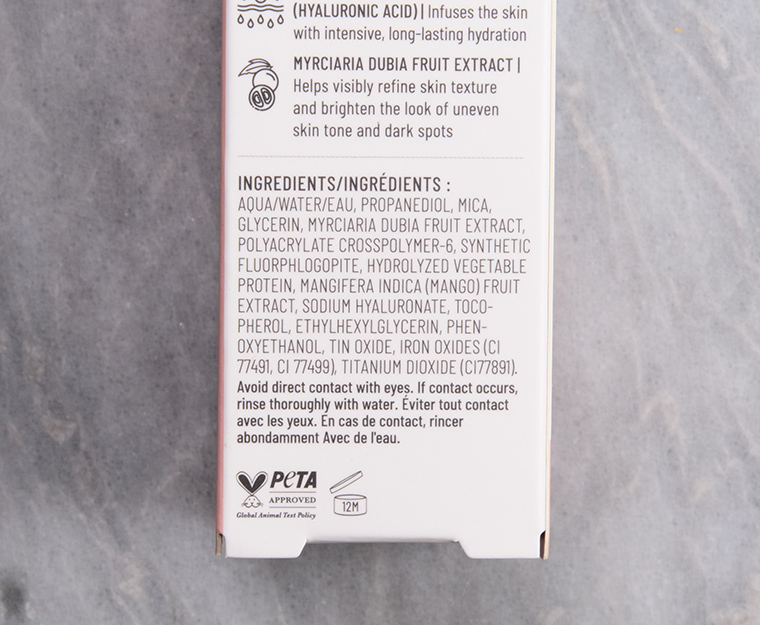 (HYALURONIC ACID) | Infuses the skin
with intensive, long-lasting hydration
MYRCIARIA DUBIA FRUIT EXTRACT |
Helps visibly refine skin texture
and brighten the look of uneven
skin tone and dark spots
INGREDIENTS/INGRÉDIENTS :
AQUA/WATER/EAU, PROPANEDIOL, MICA,
GLYCERIN, MYRCIARIA DUBIA FRUIT EXTRACT,
POLYACRYLATE CROSSPOLYMER-6, SYNTHETIC
FLUORPHLOGOPITE, HYDROLYZED VEGETABLE
PROTEIN, MANGIFERA INDICA (MANGO) FRUIT
EXTRACT, SODIUM HYALURONATE, TOCO-
PHEROL, ETHYLHEXYLGLYCERIN, PHEN-
OXYETHANOL, TIN OXIDE, IRON OXIDES (CI
77491, CI 77499), TITANIUM DIOXIDE (CI77891).
Avoid direct contact with eyes. If contact occurs,
rinse thoroughly with water. Éviter tout contact
avec les yeux. En cas de contact, rincer
abondamment Avec de l'eau.
PeTA
APPROVED
Global Animal Test Policy
12M